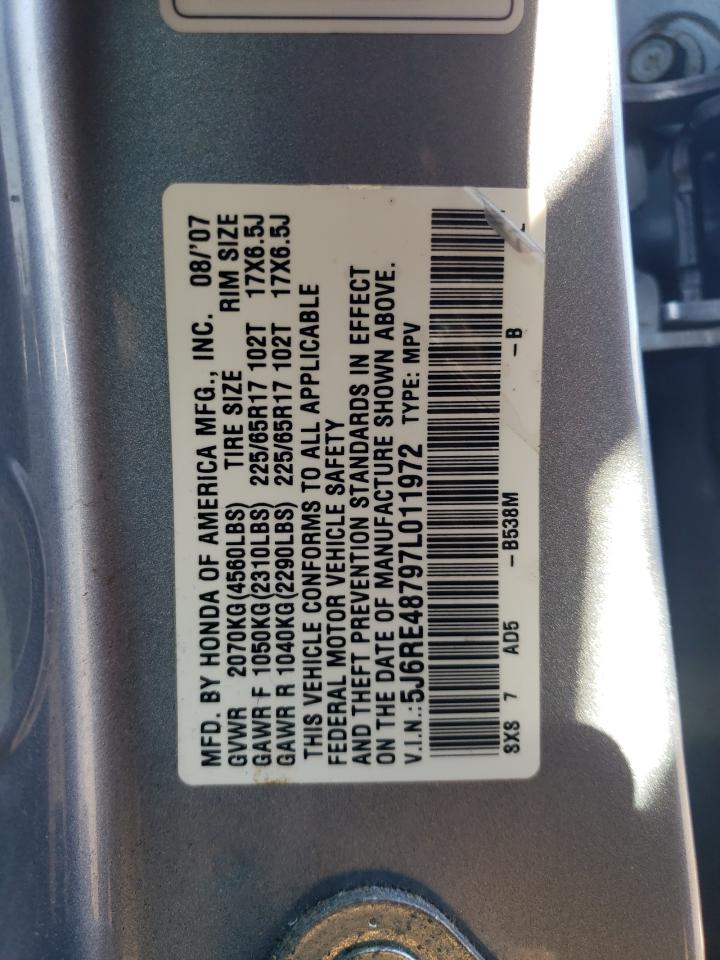 MFD. BY HONDA OF AMERICA MFG., INC. 08/'07
GVWR 2070KG(4560LBS) TIRE SIZE RIM SIZE
GAWR F 1050KG(2310LBS) 225/65R17 102T 17X6.5J
GAWR R 1040KG(2290LBS) 225/65R17 102T 17X6.5J
THIS VEHICLE CONFORMS TO ALL APPLICABLE
FEDERAL MOTOR VEHICLE SAFETY
AND THEFT PREVENTION STANDARDS IN EFFECT
ON THE DATE OF MANUFACTURE SHOWN ABOVE.
V.I.N.: 5J6RE48797L011972 TYPE: MPV
SXS 7 AD5 - B538M - B